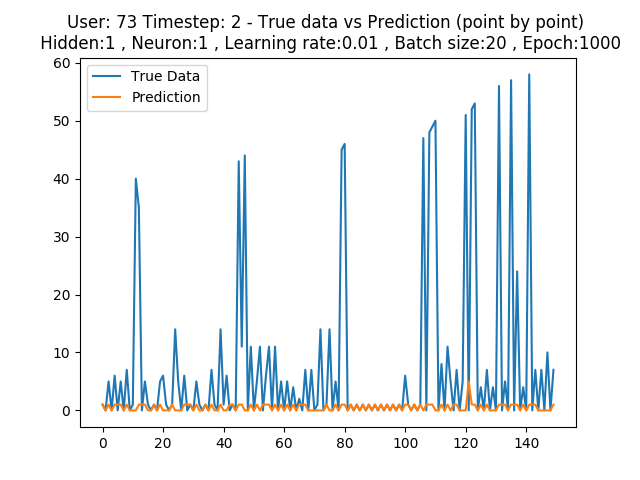 User: 73 Timestep: 2 - True data vs Prediction (point by point)
Hidden:1 , Neuron:1 , Learning rate:0.01 , Batch size:20 , Epoch:1000
True Data
Prediction
60
50
40
30
20
10
0
0 20 40 60 80 100 120 140